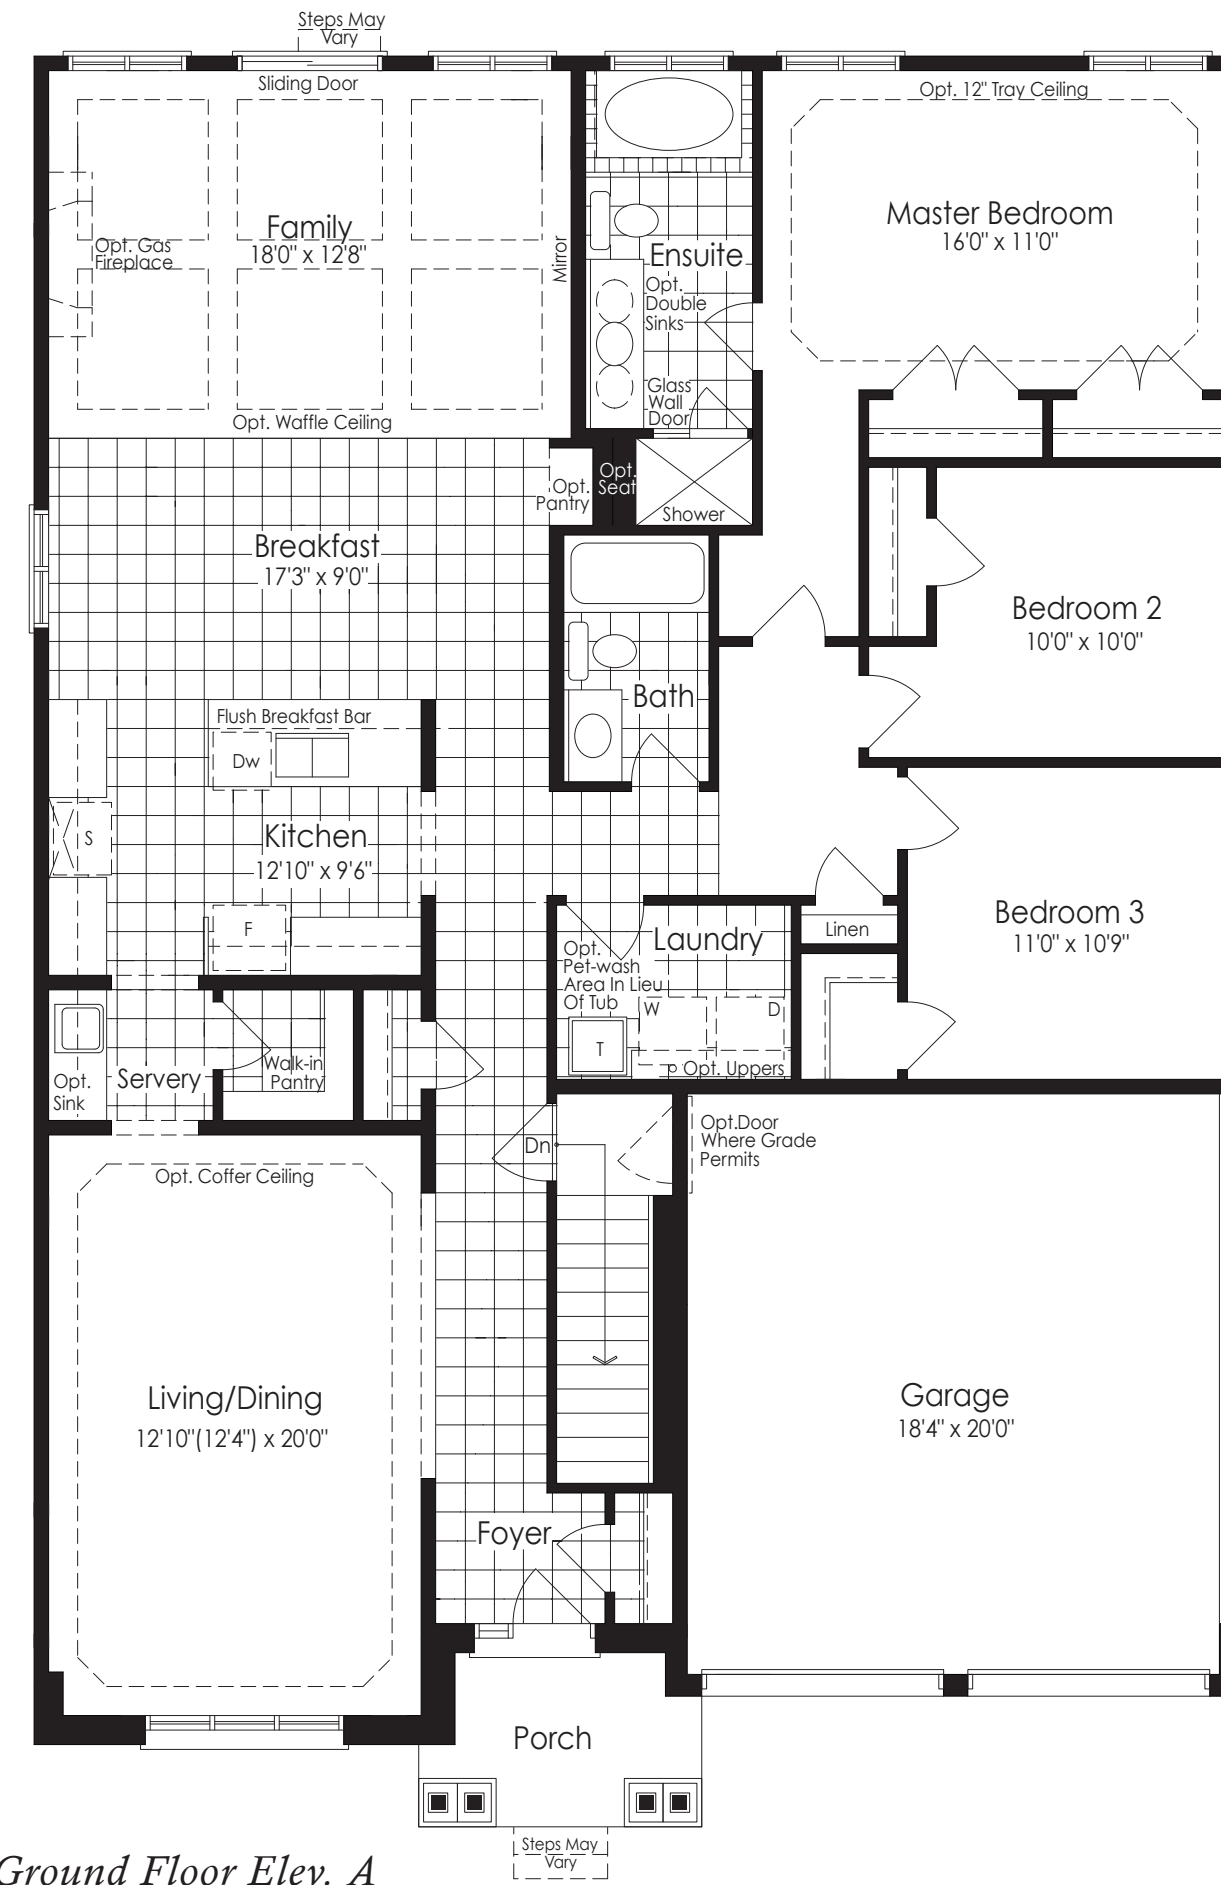 Steps May
Vary
Sliding Door
Opt. 12" Tray Ceiling
Family
18'0" x 12'8"
Opt. Gas
Fireplace
Mirror
Opt. Waffle Ceiling
Ensuite
Opt.
Double
Sinks
Glass
Wall
Door
Master Bedroom
16'0" x 11'0"
Opt.
Pantry
Opt.
Seat
Shower
Breakfast
17'3" x 9'0"
Bedroom 2
10'0" x 10'0"
Bath
Flush Breakfast Bar
Dw
S
Kitchen
12'10" x 9'6"
F
Laundry
Opt.
Pet-wash
Area In Lieu
Of Tub
W
D
T
Opt. Uppers
Linen
Bedroom 3
11'0" x 10'9"
Opt.
Sink
Servery
Walk-in
Pantry
Dn
Opt.Door
Where Grade
Permits
Opt. Coffer Ceiling
Living/Dining
12'10"(12'4") x 20'0"
Garage
18'4" x 20'0"
Foyer
Porch
Steps May
Vary
Ground Floor Elev. A